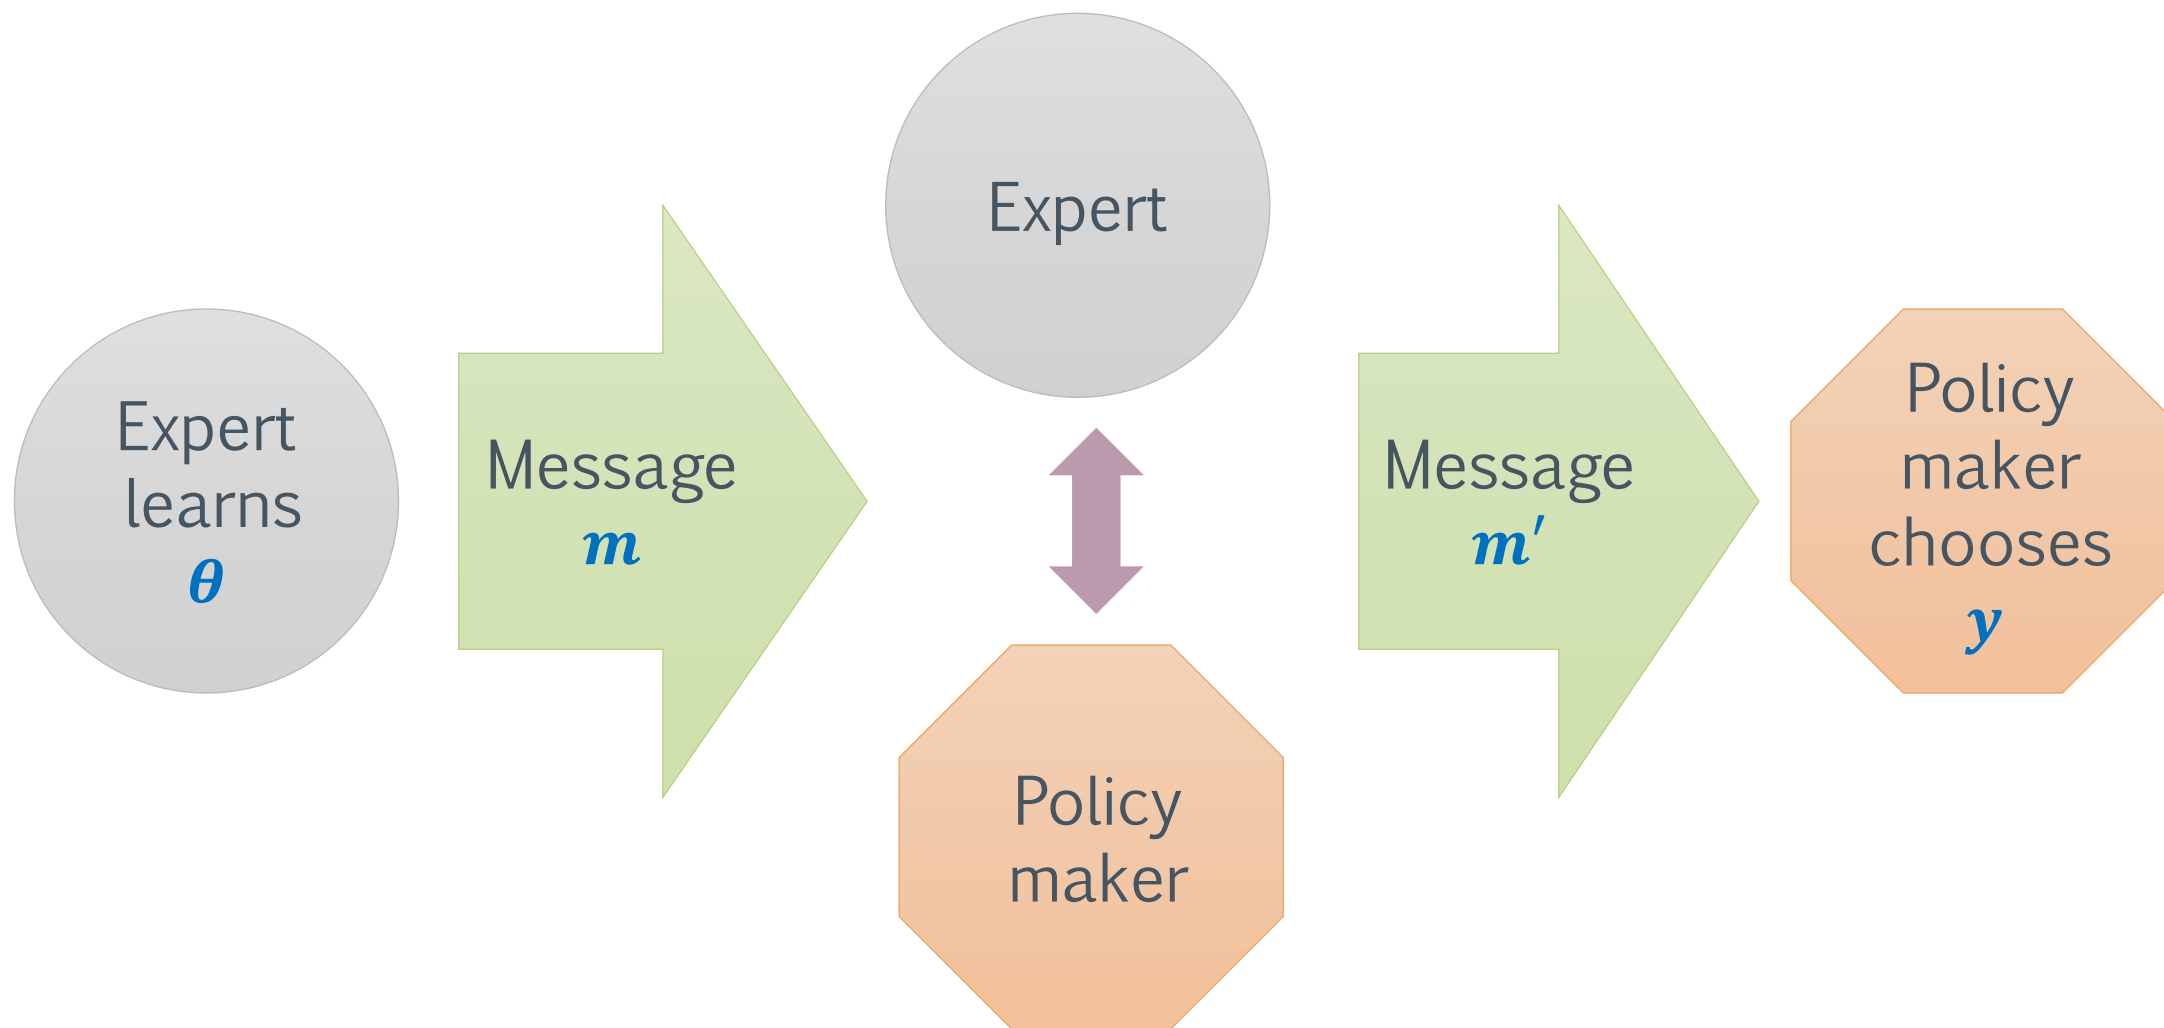 Expert
learns
θ
Message
m
Expert
Policy
maker
Message
m′
Policy
maker
chooses
y